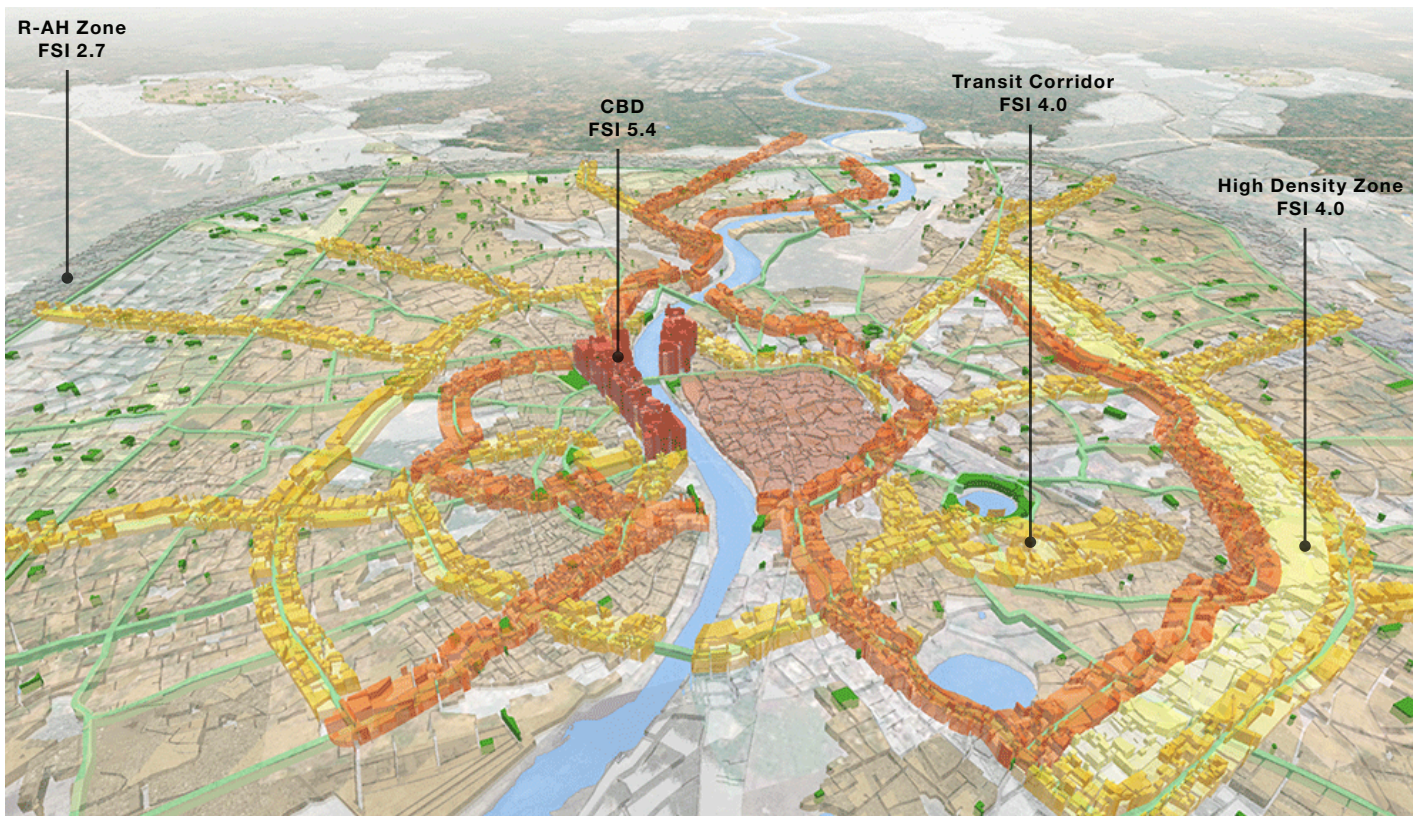 R-AH Zone
FSI 2.7
CBD
FSI 5.4
Transit Corridor
FSI 4.0
High Density Zone
FSI 4.0